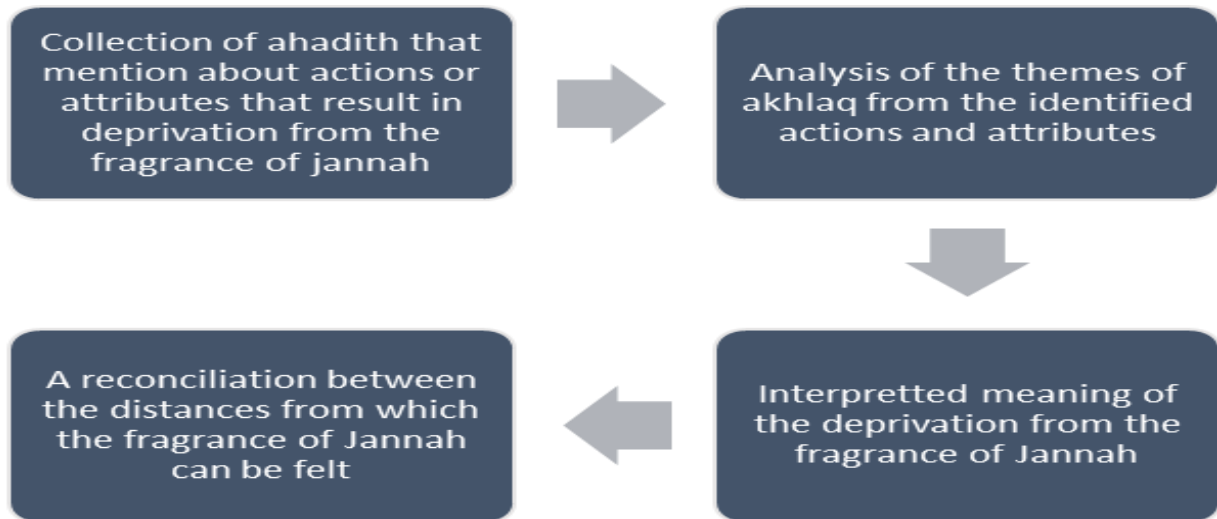 Collection of ahadith that
mention about actions or
attributes that result in
deprivation from the
fragrance of jannah
Analysis of the themes of
akhlaq from the identified
actions and attributes
Interpretted meaning of
the deprivation from the
fragrance of Jannah
A reconciliation between
the distances from which
the fragrance of Jannah
can be felt